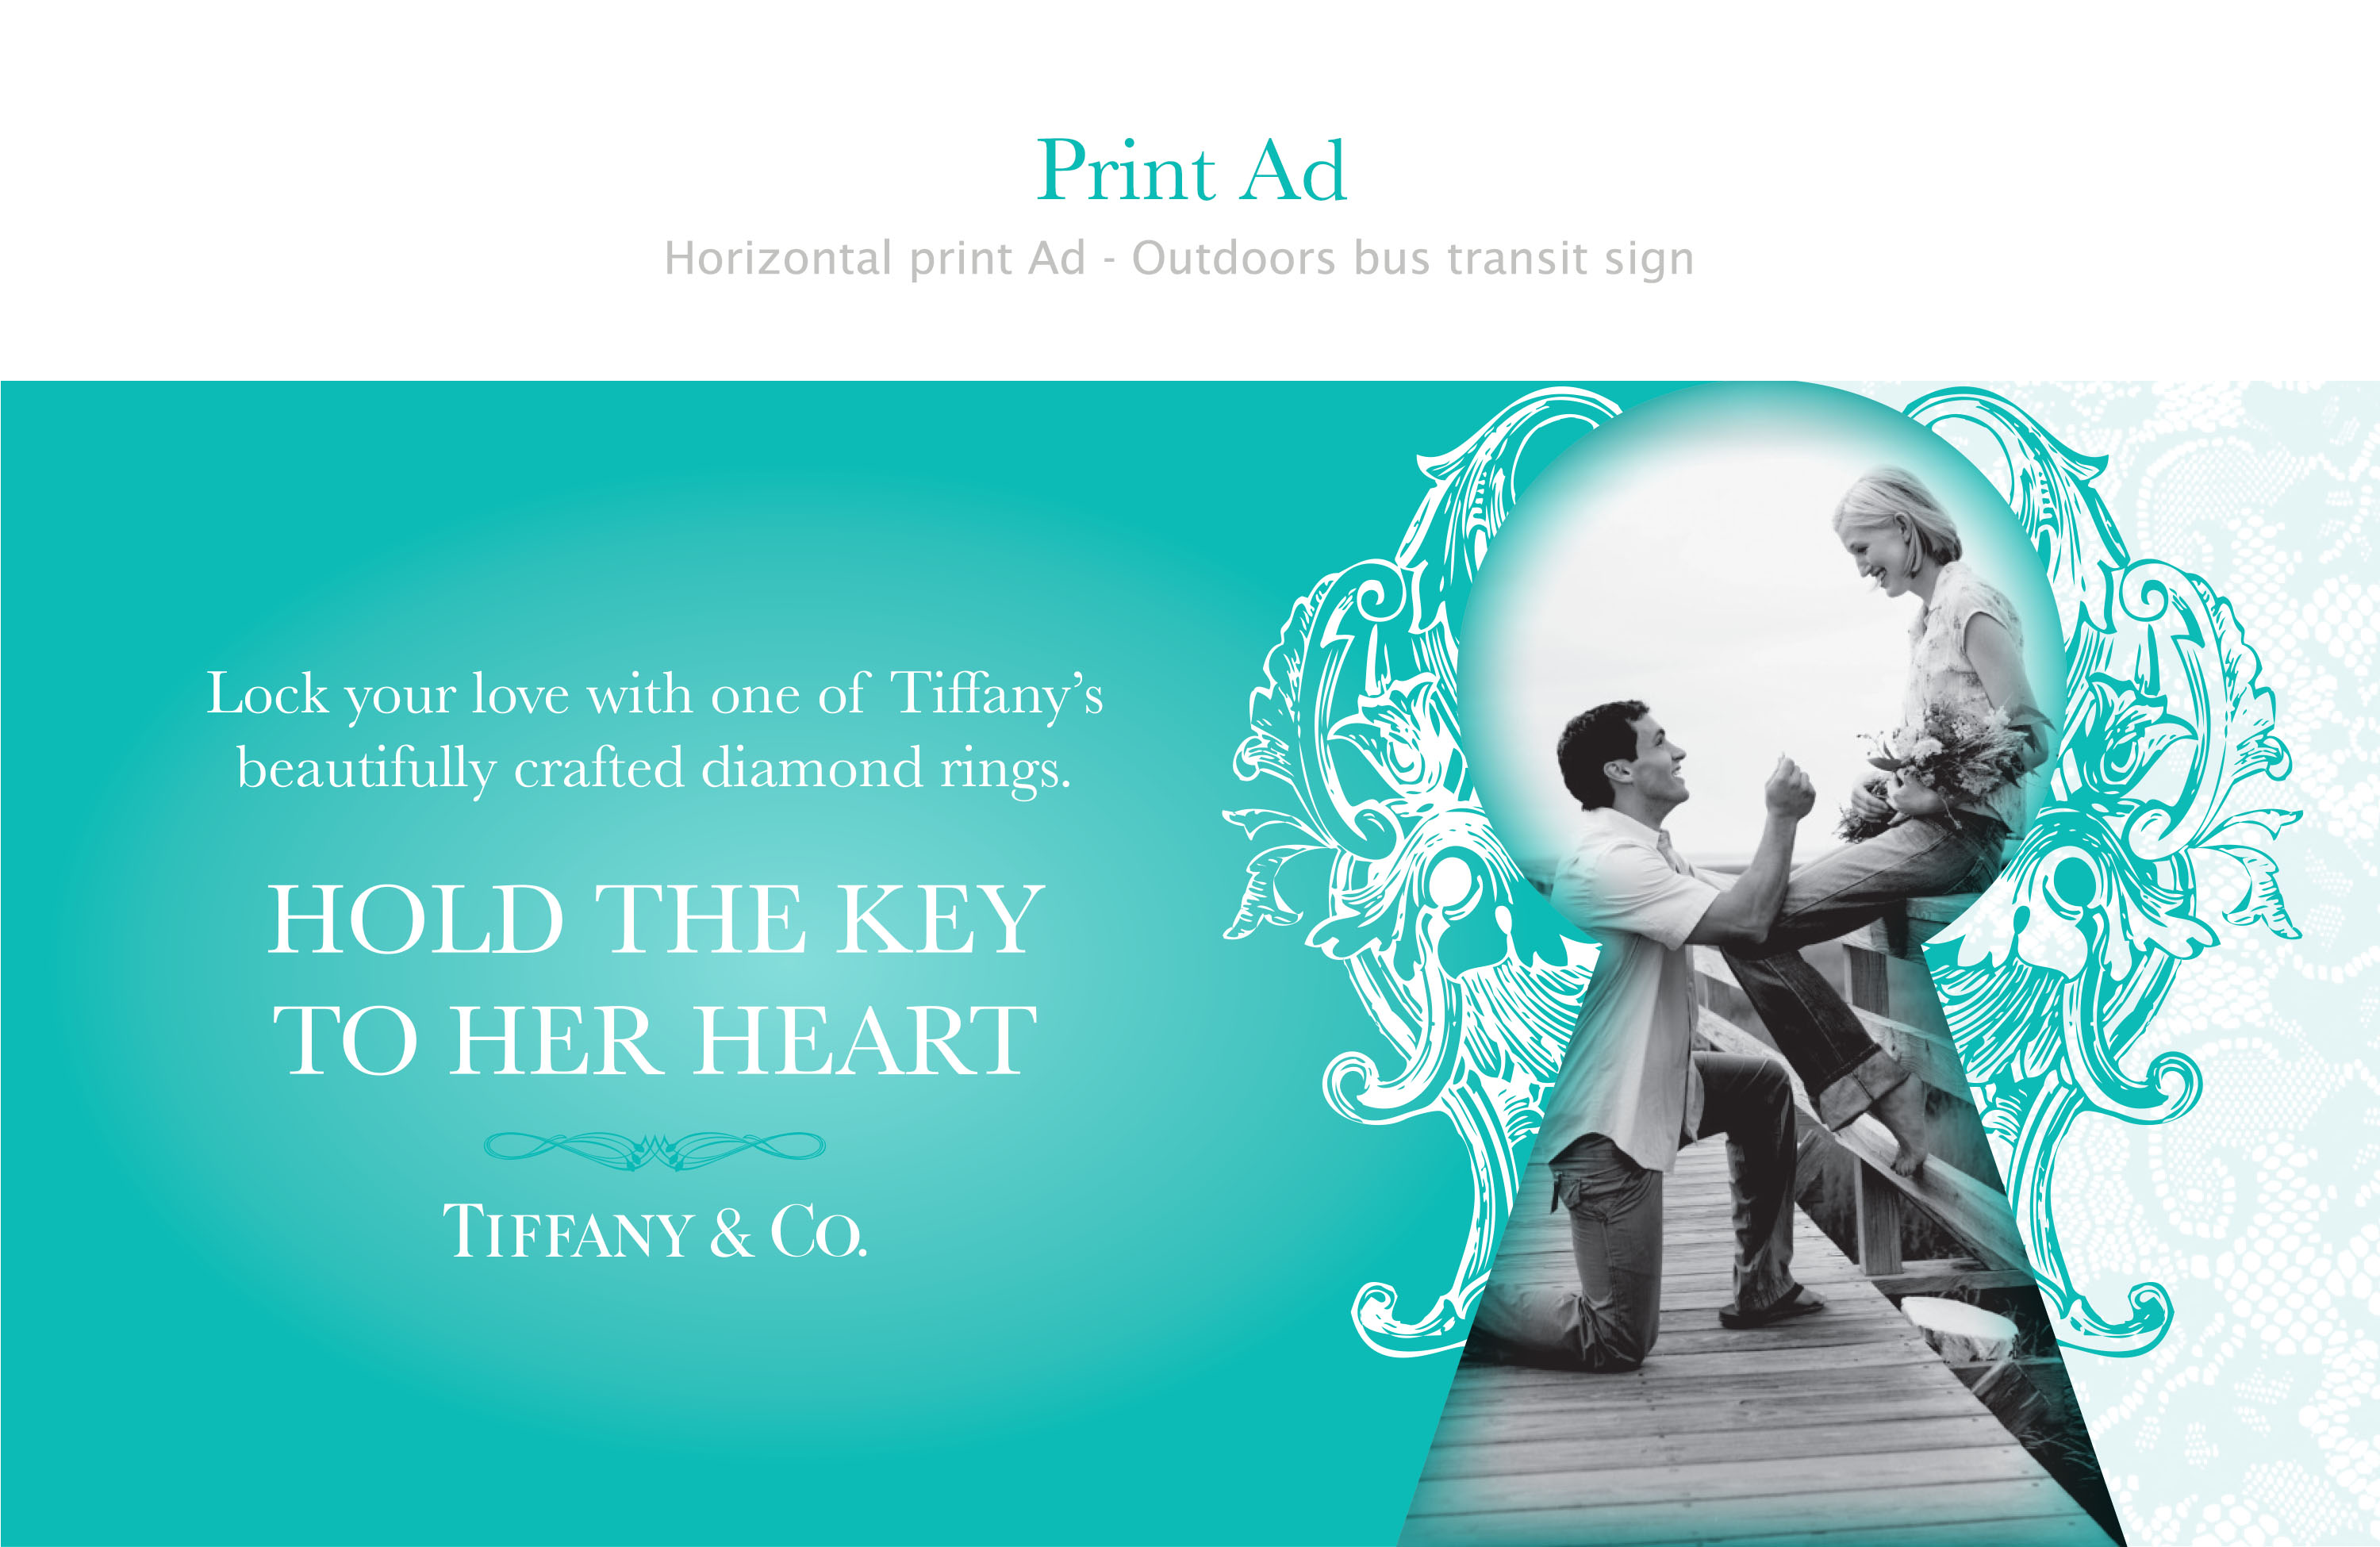 Print Ad
Horizontal print Ad - Outdoors bus transit sign
Lock your love with one of Tiffany’s
beautifully crafted diamond rings.
HOLD THE KEY
TO HER HEART
TIFFANY & CO.